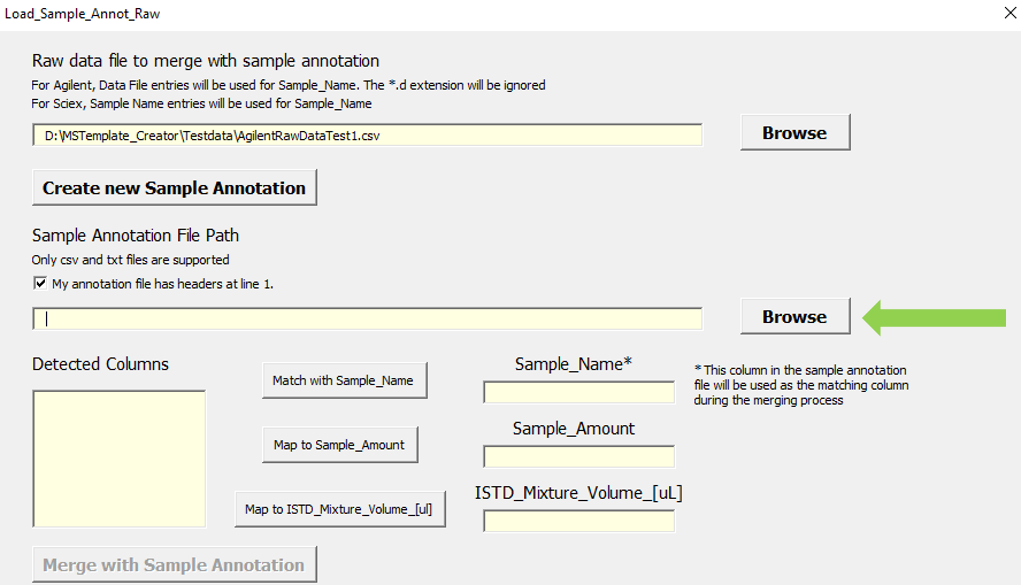 Load_Sample_Annot_Raw
Raw data file to merge with sample annotation
For Agilent, Data File entries will be used for Sample_Name. The *.d extension will be ignored
For Sciex, Sample Name entries will be used for Sample_Name
D:\MSTemplate_Creator\Testdata\AgilentRawDataTest1.csv
Browse
Create new Sample Annotation
Sample Annotation File Path
Only csv and txt files are supported
My annotation file has headers at line 1.
Browse
Detected Columns
Match with Sample_Name
Sample_Name*
* This column in the sample annotation
file will be used as the matching column
during the merging process
Map to Sample_Amount
Sample_Amount
Map to ISTD_Mixture_Volume_[ul]
ISTD_Mixture_Volume_[uL]
Merge with Sample Annotation